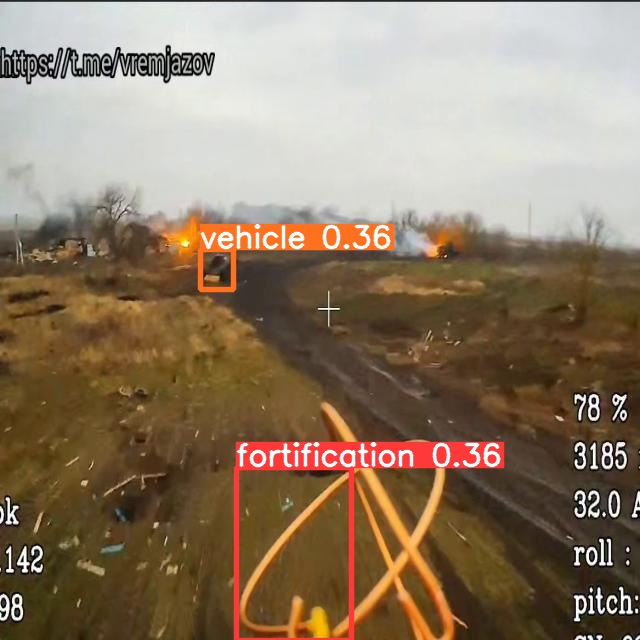 https://t.me/vremjazov
vehicle 0.36
fortification 0.36
78 %
3185
32.0 A
ok
.142
roll :
98
pitch: